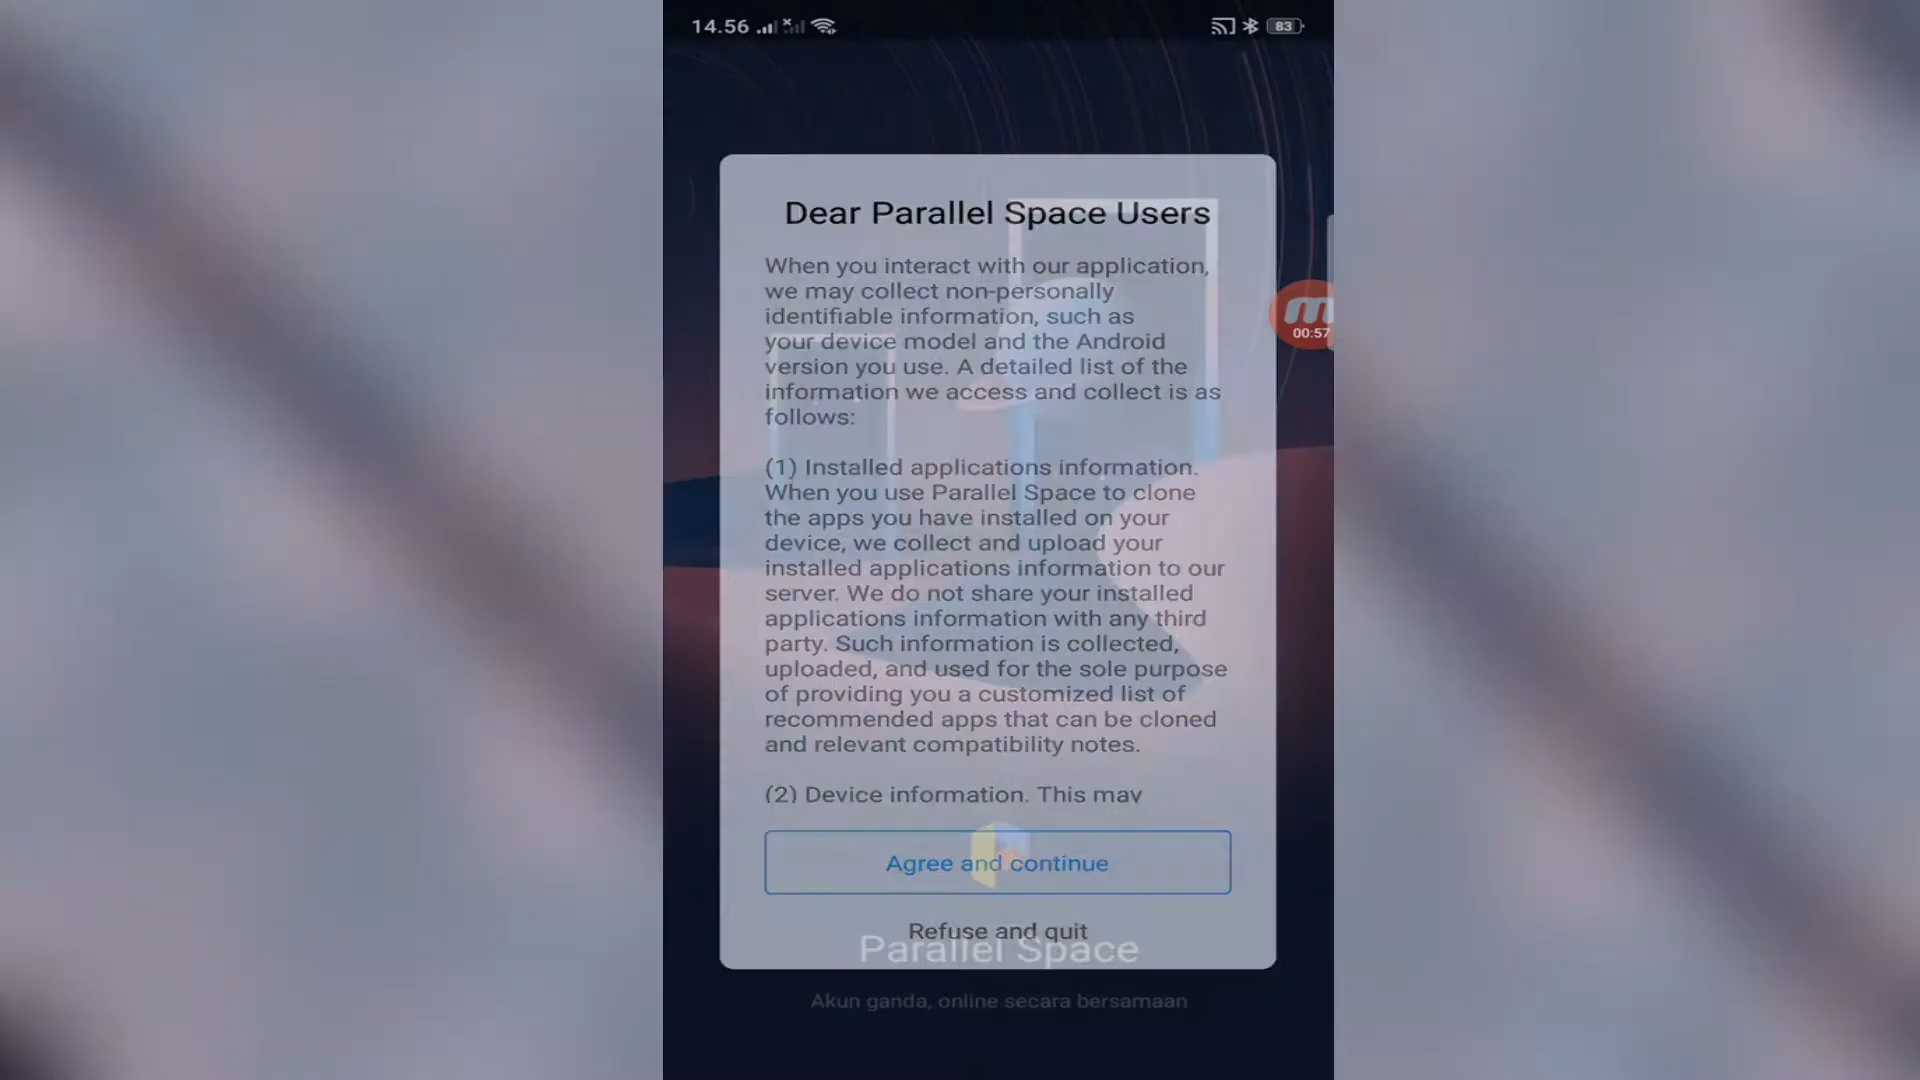 14.56
83
Dear Parallel Space Users
When you interact with our application,
we may collect non-personally
identifiable information, such as
your device model and the Android
version you use. A detailed list of the
information we access and collect is as
follows:
(1) Installed applications information.
When you use Parallel Space to clone
the apps you have installed on your
device, we collect and upload your
installed applications information to our
server. We do not share your installed
applications information with any third
party. Such information is collected,
uploaded, and used for the sole purpose
of providing you a customized list of
recommended apps that can be cloned
and relevant compatibility notes.
(2) Device information. This may
00:57
Agree and continue
Refuse and quit
Parallel Space
Akun ganda, online secara bersamaan